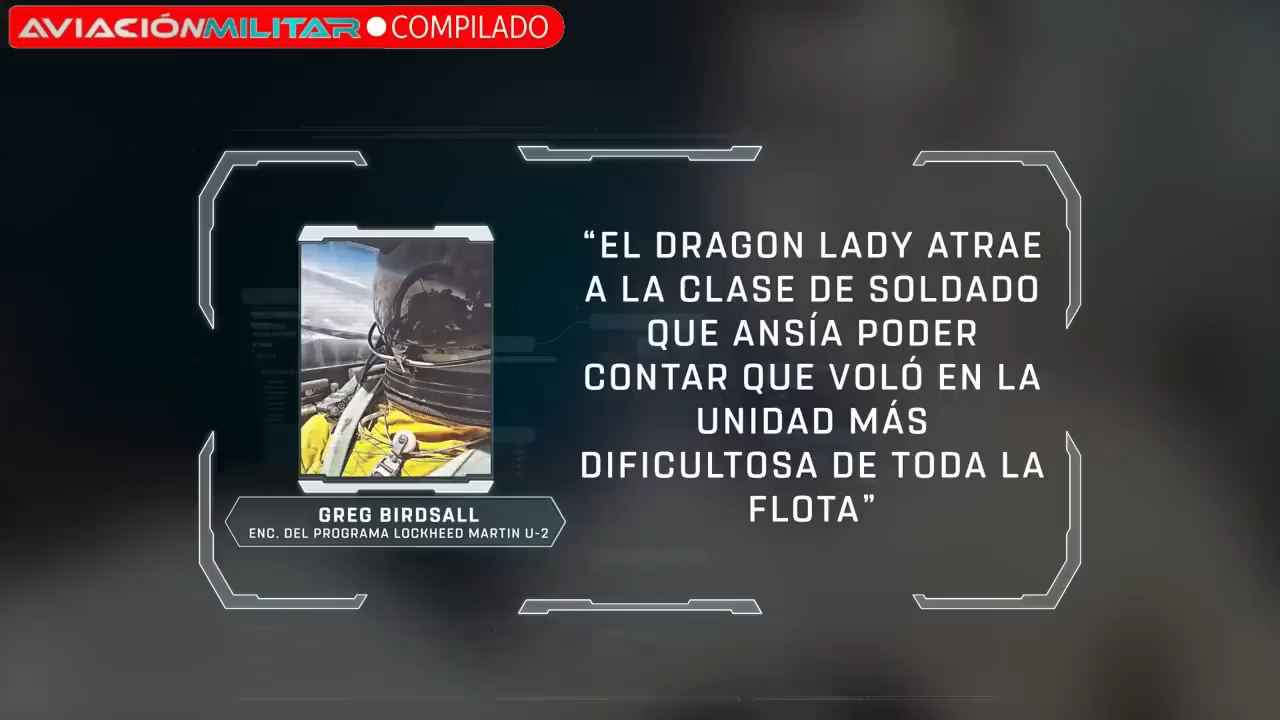 AVIACIÓNMILITAR COMPILADO
“EL DRAGON LADY ATRAE
A LA CLASE DE SOLDADO
QUE ANSÍA PODER
CONTAR QUE VOLÓ EN LA
UNIDAD MÁS
DIFICULTOSA DE TODA LA
FLOTA”
GREG BIRDSALL
ENC. DEL PROGRAMA LOCKHEED MARTIN U-2